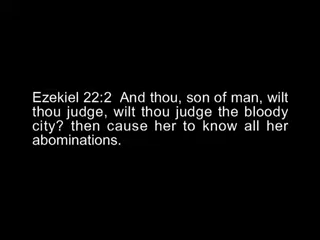 Ezekiel 22:2  And thou, son of man, wilt
thou judge, wilt thou judge the bloody
city? then cause her to know all her
abominations.